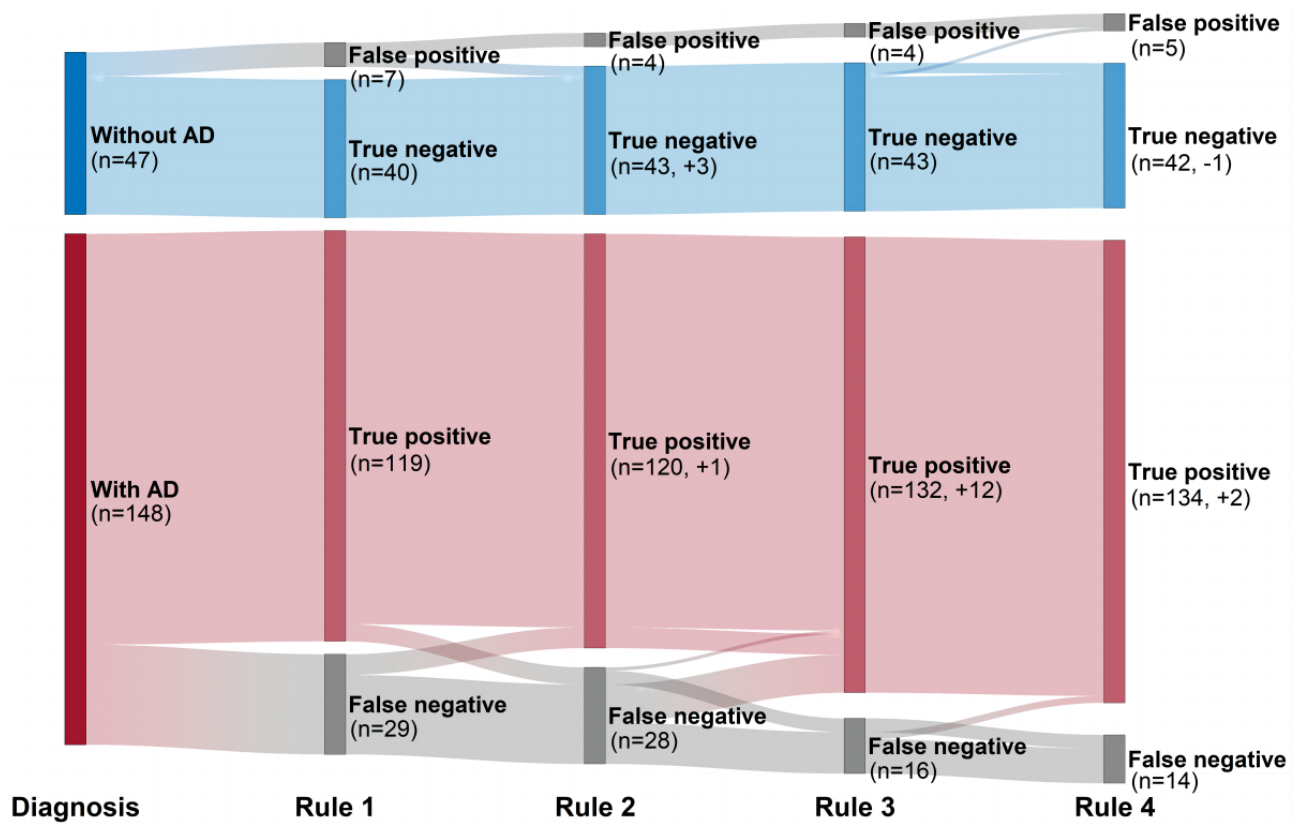 Without AD
(n=47)
With AD
(n=148)
Diagnosis
False positive
(n=7)
True negative
(n=40)
True positive
(n=119)
False negative
(n=29)
Rule 1
False positive
(n=4)
True negative
(n=43, +3)
True positive
(n=120, +1)
False negative
(n=28)
Rule 2
False positive
(n=4)
True negative
(n=43)
True positive
(n=132, +12)
False negative
(n=16)
Rule 3
False positive
(n=5)
True negative
(n=42, -1)
True positive
(n=134, +2)
False negative
(n=14)
Rule 4